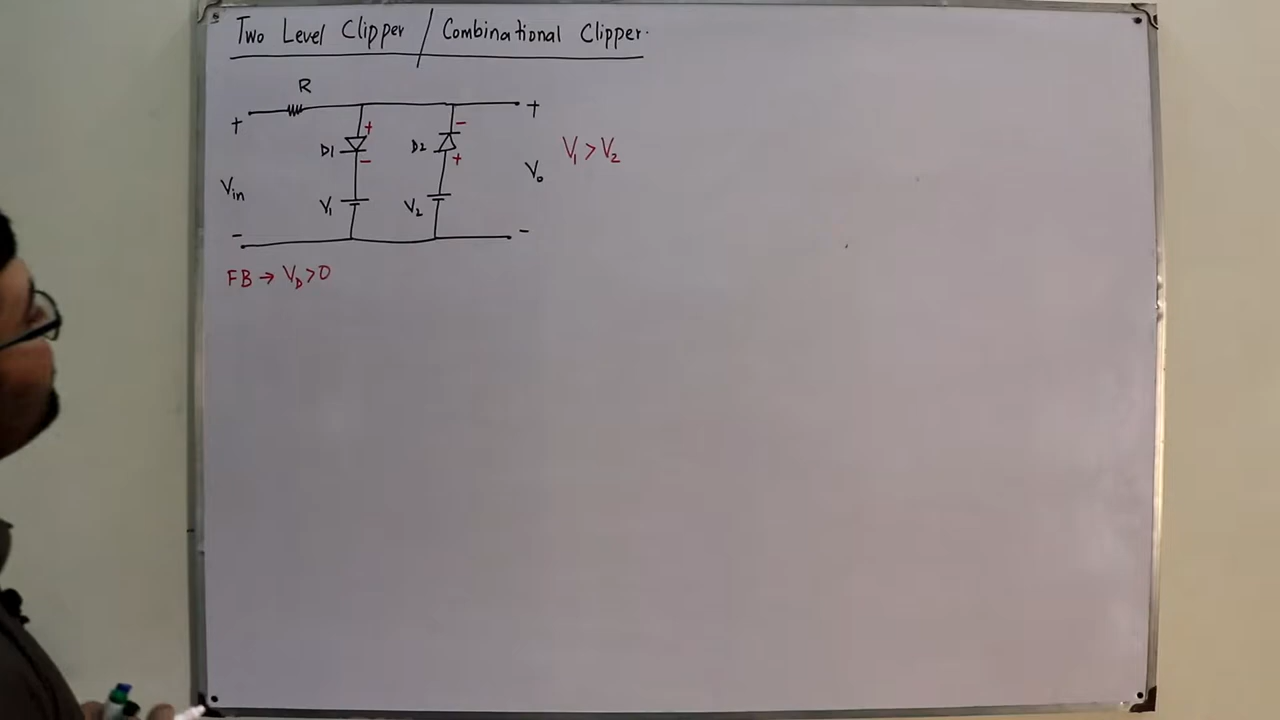 Two Level Clipper / Combinational Clipper.
R
+ +
+ -
D1 D2 V₁ > V₂
- +
Vin Vo
V₁ V₂
- -
FB → VD > 0